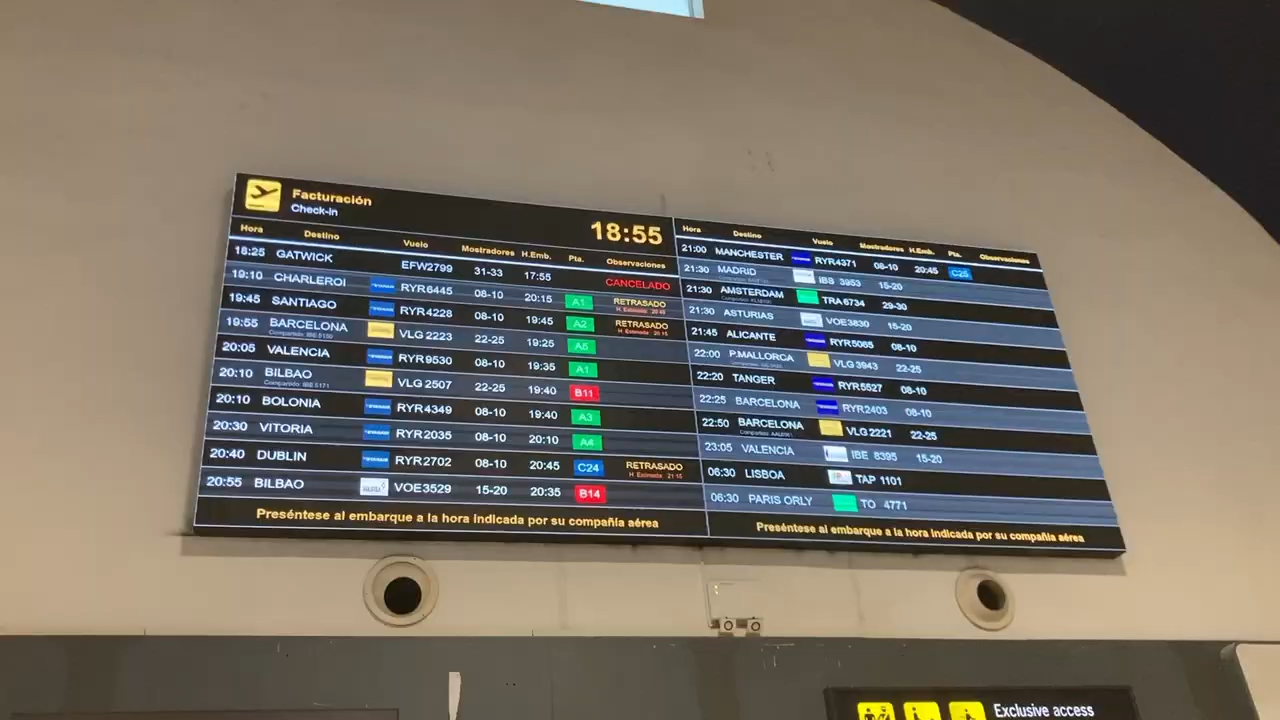 Facturación
Check-in
18:55
Hora Destino Vuelo Mostradores H.Emb. Pta. Observaciones
18:25 GATWICK EFW2799 31-33 17:55 CANCELADO
19:10 CHARLEROI RYR6445 08-10 20:15 A1 RETRASADO
19:45 SANTIAGO RYR4228 08-10 19:45 A2 RETRASADO
19:55 BARCELONA VLG2223 22-25 19:25 A5
20:05 VALENCIA RYR9530 08-10 19:35 A1
20:10 BILBAO VLG2507 22-25 19:40 B11
20:10 BOLONIA RYR4349 08-10 19:40 A3
20:30 VITORIA RYR2035 08-10 20:10 A4
20:40 DUBLIN RYR2702 08-10 20:45 C24 RETRASADO
20:55 BILBAO VOE3529 15-20 20:35 B14
Preséntese al embarque a la hora indicada por su compañía aérea
Hora Destino Vuelo Mostradores H.Emb. Pta. Observaciones
21:00 MANCHESTER RYR4371 08-10 20:45 C25
21:30 MADRID IBS 3953 15-20
21:30 AMSTERDAM TRA6734 29-30
21:30 ASTURIAS VOE3830 15-20
21:45 ALICANTE RYR5065 08-10
22:00 P.MALLORCA VLG3943 22-25
22:20 TANGER RYR5527 08-10
22:25 BARCELONA RYR2403 08-10
22:50 BARCELONA VLG2221 22-25
23:05 VALENCIA IBE 8395 15-20
06:30 LISBOA TAP 1101
06:30 PARIS ORLY TO 4771
Preséntese al embarque a la hora indicada por su compañía aérea
Exclusive access